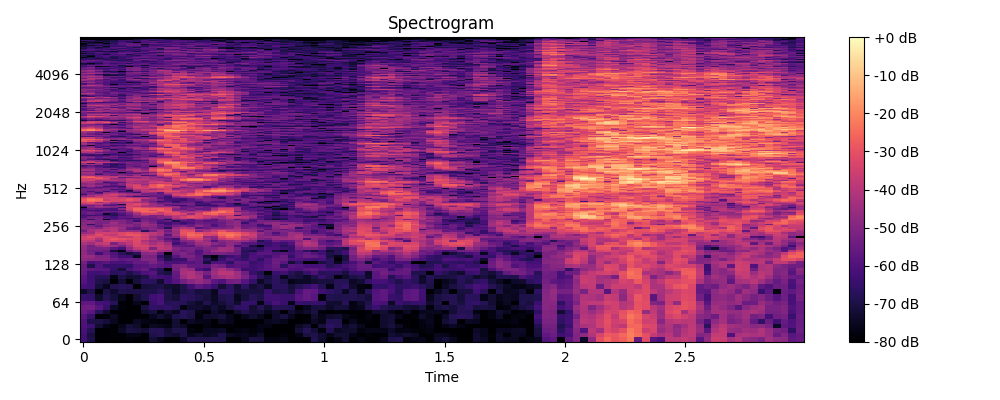 Spectrogram
Hz
4096
2048
1024
512
256
128
64
0
0
0.5
1
1.5
2
2.5
Time
+0 dB
-10 dB
-20 dB
-30 dB
-40 dB
-50 dB
-60 dB
-70 dB
-80 dB